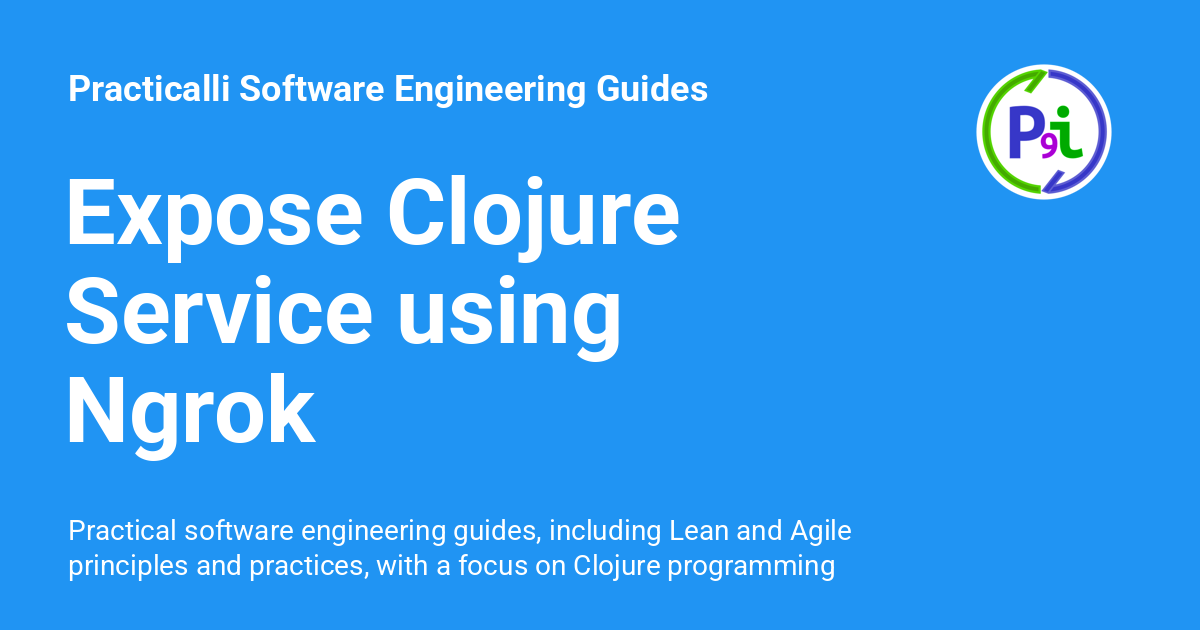 Practicalli Software Engineering Guides
P9i
Expose Clojure
Service using
Ngrok
Practical software engineering guides, including Lean and Agile
principles and practices, with a focus on Clojure programming